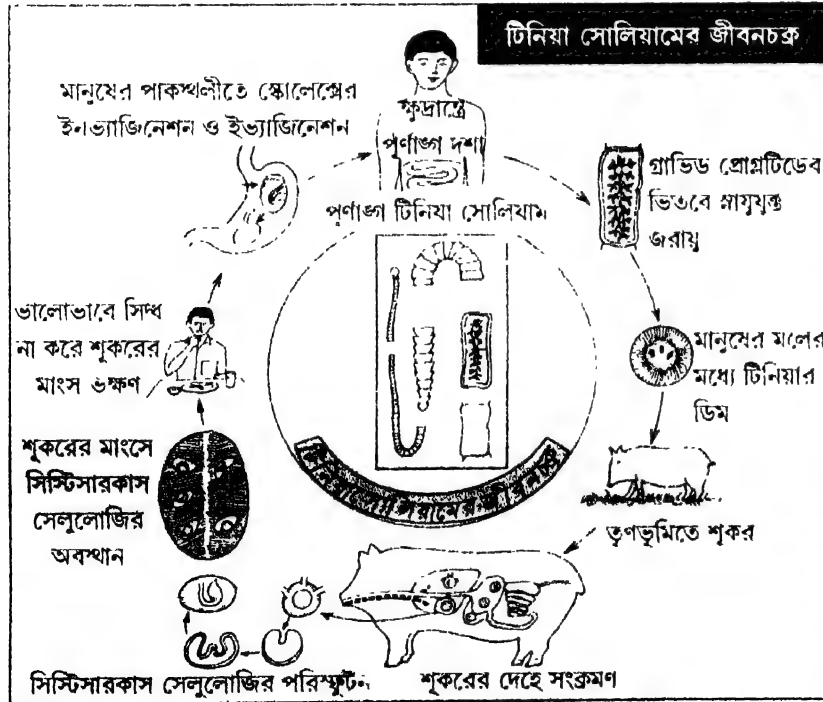 টিনিয়া সোলিয়ামের জীবনচক্র
মানুষের পাকস্থলীতে স্কোলেক্সের
ইনভ্যাজিনেশন ও ইভ্যাজিনেশন
ক্ষুদ্রান্ত্রে
পূর্ণাঙ্গ দশা
পূর্ণাঙ্গ টিনিয়া সোলিয়াম
গ্রাভিড প্রোগ্লটিডের
ভিতরে স্নায়ুযুক্ত
জরায়ু
মানুষের মলের
মধ্যে টিনিয়ার
ডিম
তৃণভূমিতে শূকর
শূকরের দেহে সংক্রমণ
সিস্টিসারকাস সেলুলোজির পরিস্ফুটন
শূকরের মাংসে
সিস্টিসারকাস
সেলুলোজির
অবস্থান
ভালোভাবে সিদ্ধ
না করে শূকরের
মাংস ভক্ষণ
টিনিয়া সোলিয়ামের জীবনচক্র